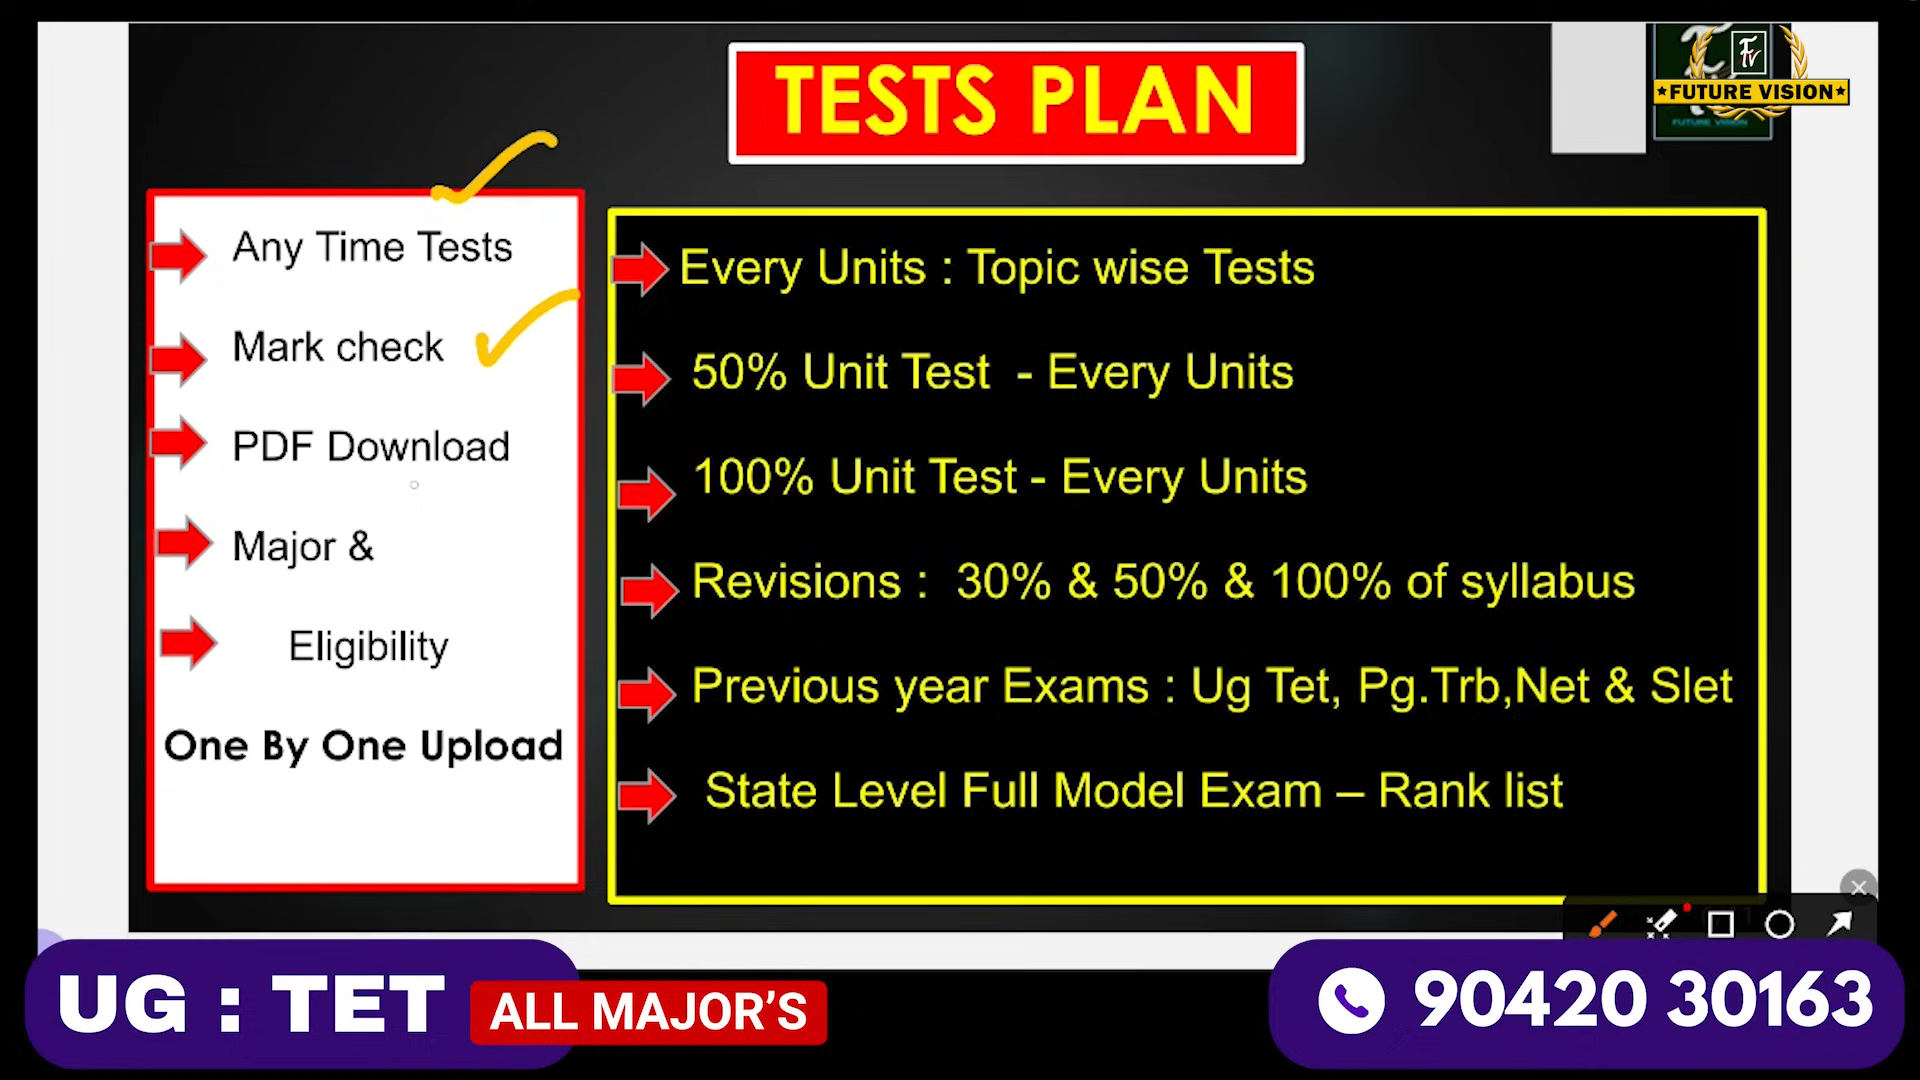 TESTS PLAN
FUTURE VISION
Any Time Tests
Mark check
PDF Download
Major &
Eligibility
One By One Upload
Every Units : Topic wise Tests
50% Unit Test - Every Units
100% Unit Test - Every Units
Revisions : 30% & 50% & 100% of syllabus
Previous year Exams : Ug Tet, Pg.Trb,Net & Slet
State Level Full Model Exam – Rank list
UG : TET
ALL MAJOR’S
90420 30163